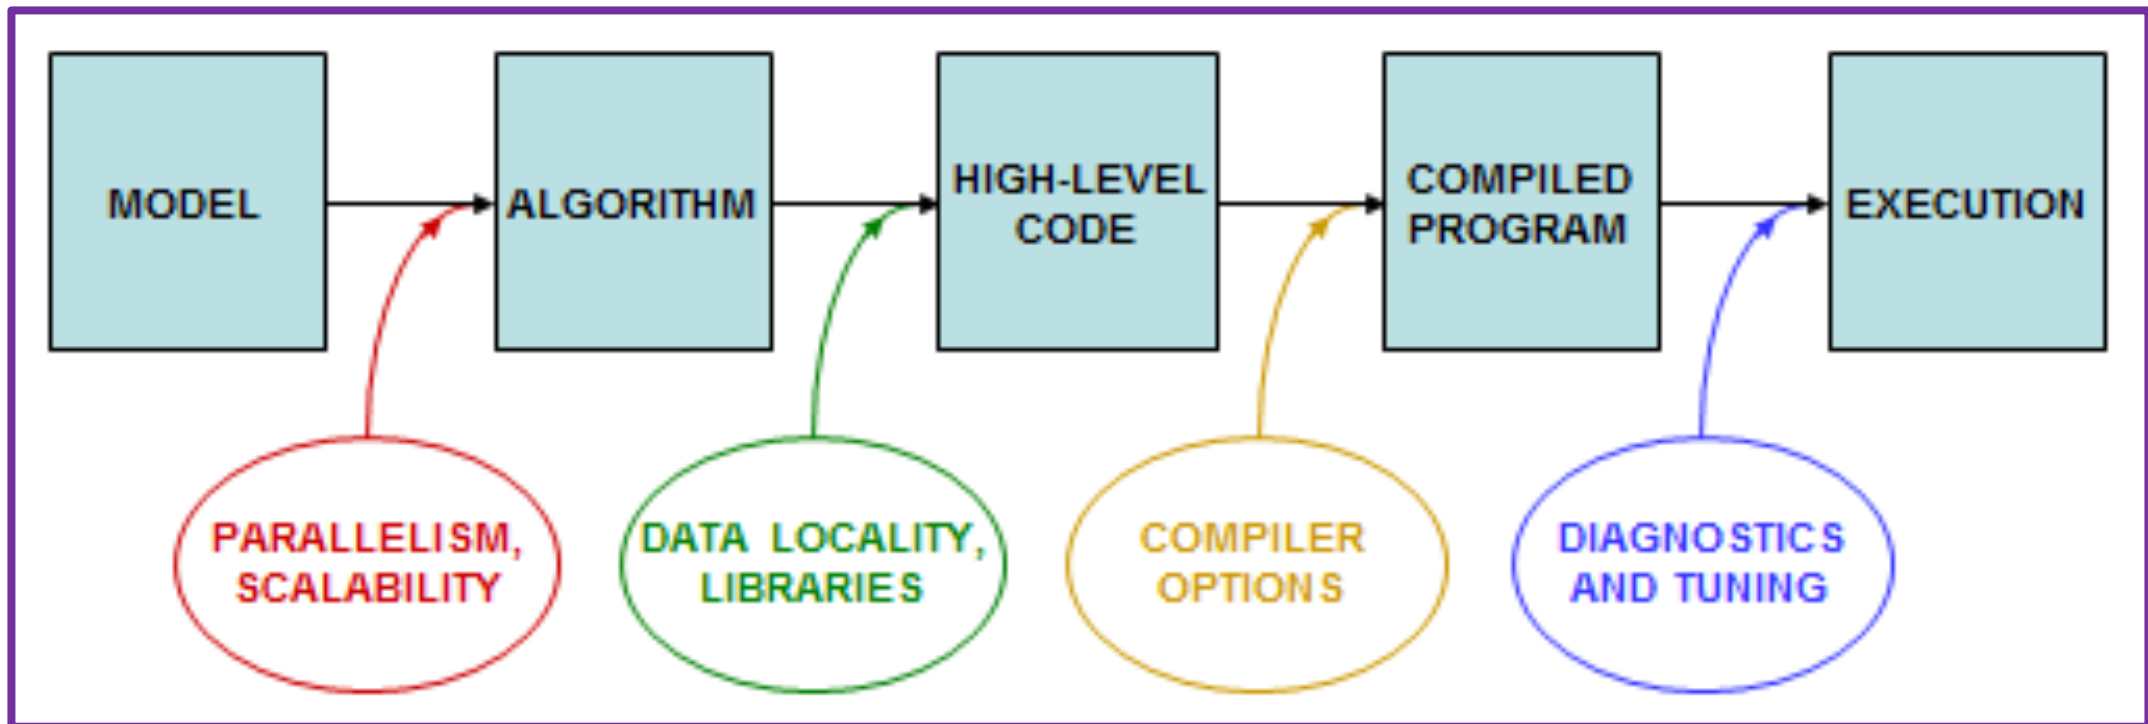 MODEL
ALGORITHM
HIGH-LEVEL
CODE
COMPILED
PROGRAM
EXECUTION
PARALLELISM,
SCALABILITY
DATA LOCALITY,
LIBRARIES
COMPILER
OPTIONS
DIAGNOSTICS
AND TUNING